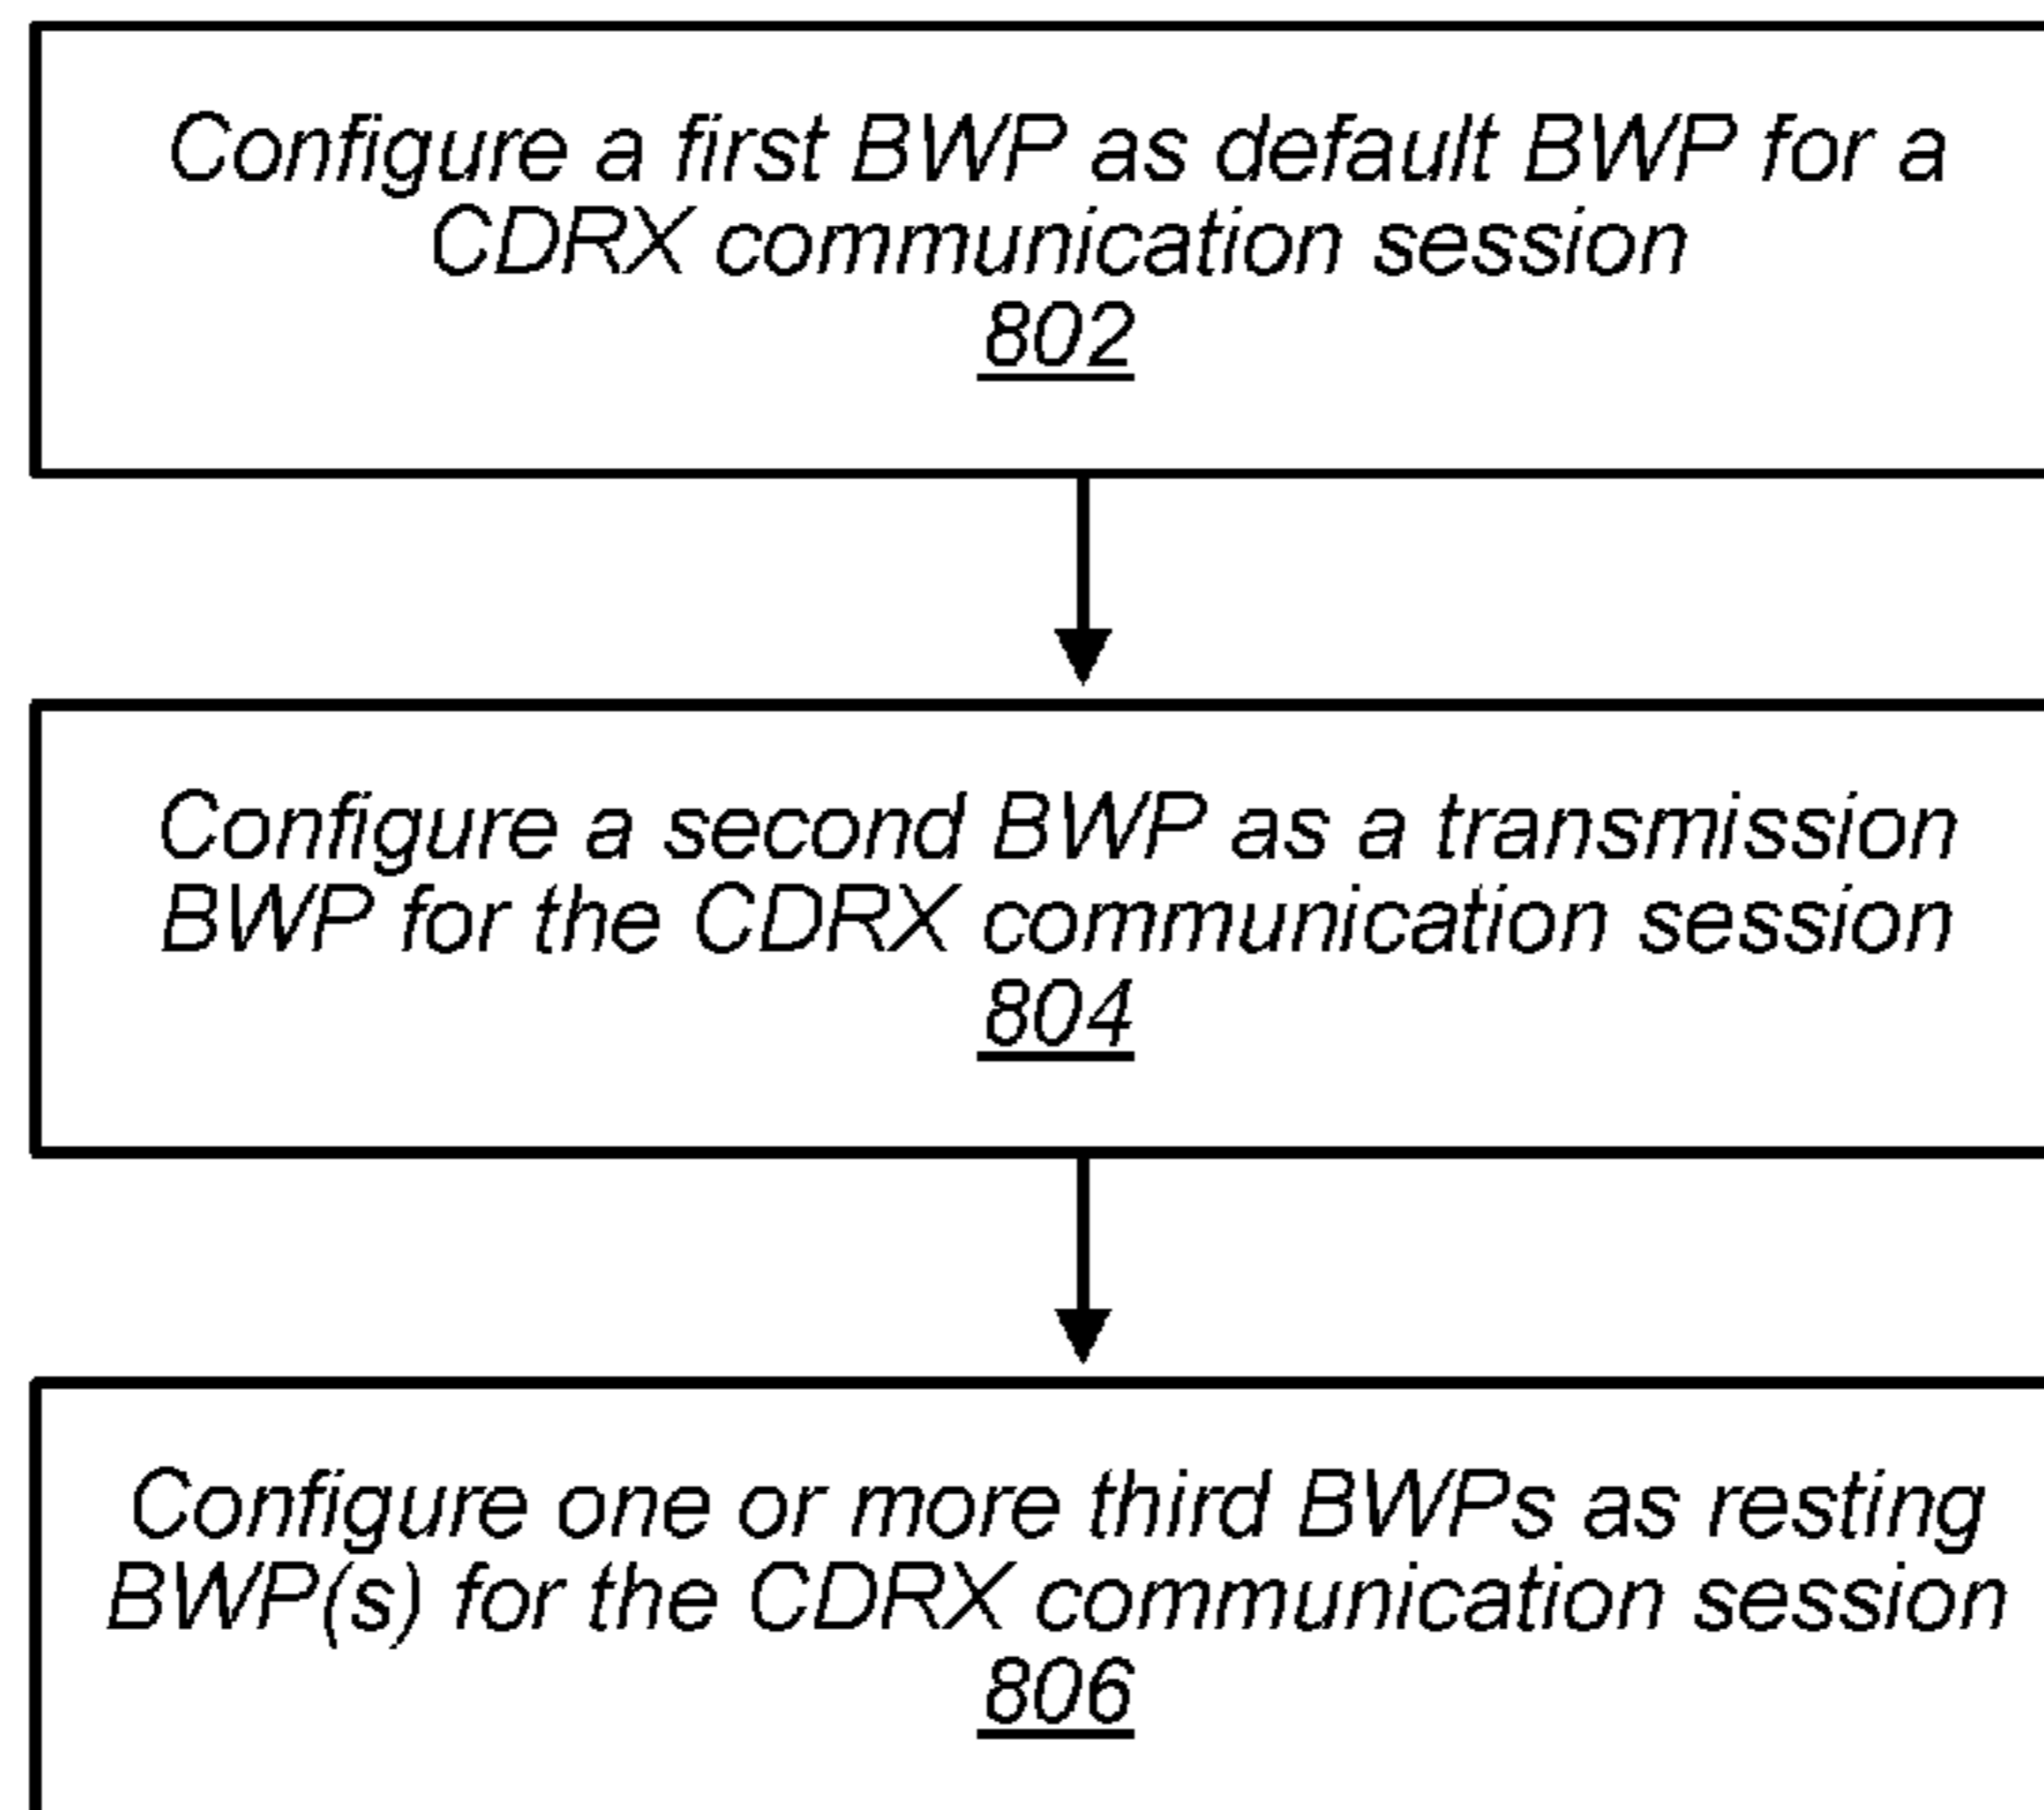 Configure a first BWP as default BWP for a
CDRX communication session
802
Configure a second BWP as a transmission
BWP for the CDRX communication session
804
Configure one or more third BWPs as resting
BWP(s) for the CDRX communication session
806